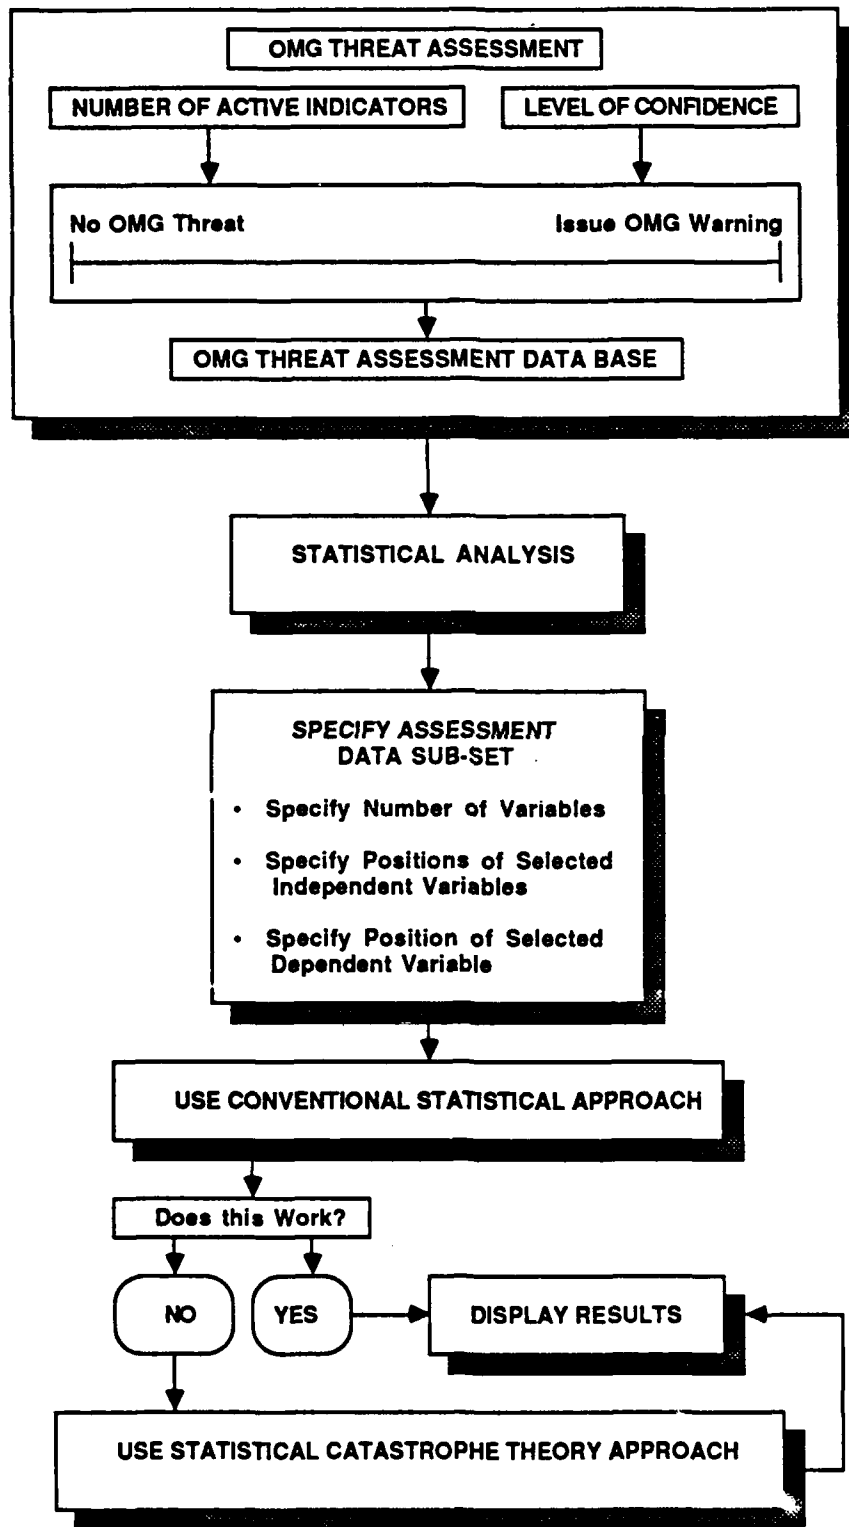 OMG THREAT ASSESSMENT
NUMBER OF ACTIVE INDICATORS
LEVEL OF CONFIDENCE
No OMG Threat
Issue OMG Warning
OMG THREAT ASSESSMENT DATA BASE
STATISTICAL ANALYSIS
SPECIFY ASSESSMENT
DATA SUB-SET
• Specify Number of Variables
• Specify Positions of Selected
Independent Variables
• Specify Position of Selected
Dependent Variable
USE CONVENTIONAL STATISTICAL APPROACH
Does this Work?
NO
YES
DISPLAY RESULTS
USE STATISTICAL CATASTROPHE THEORY APPROACH